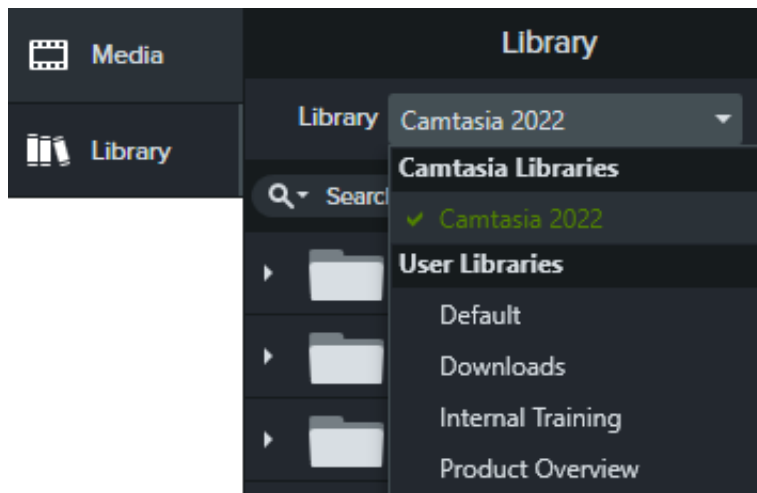 Media
Library
Library
Library
Camtasia 2022
Camtasia Libraries
Camtasia 2022
User Libraries
Default
Downloads
Internal Training
Product Overview